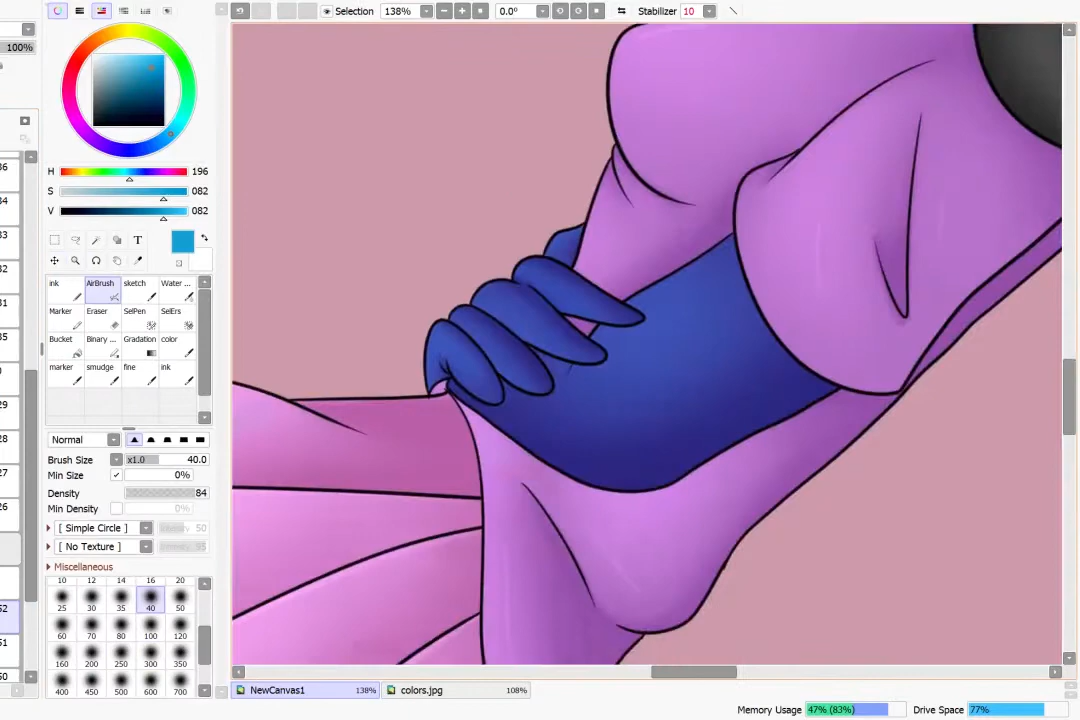 Selection 138% 0.0° Stabilizer 10
100%
H 196
S 082
V 082
T
ink AirBrush sketch Water ...
Marker Eraser SelPen SelErs
Bucket Binary ... Gradation color
marker smudge fine ink
Normal
Brush Size x1.0 40.0
Min Size 0%
Density 84
Min Density 0%
[ Simple Circle ] 50
[ No Texture ] 95
Miscellaneous
10 12 14 16 20
25 30 35 40 50
60 70 80 100 120
160 200 250 300 350
400 450 500 600 700
NewCanvas1 138% colors.jpg 108%
Memory Usage 47% (83%) Drive Space 77%